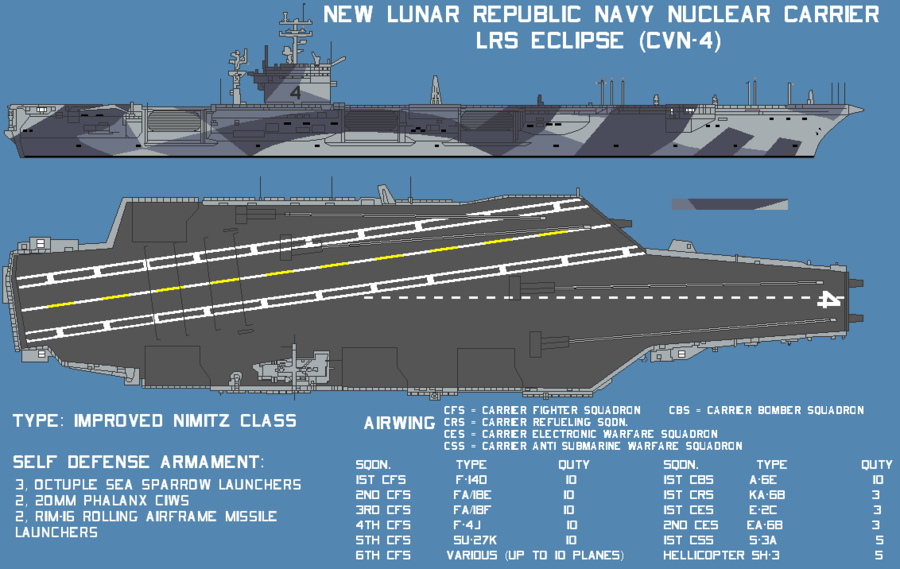 NEW LUNAR REPUBLIC NAVY NUCLEAR CARRIER
LRS ECLIPSE (CVN-4)
4
4
TYPE: IMPROVED NIMITZ CLASS
SELF DEFENSE ARMAMENT:
3, OCTUPLE SEA SPARROW LAUNCHERS
2, 20MM PHALANX CIWS
2, RIM-16 ROLLING AIRFRAME MISSILE
LAUNCHERS
AIRWING
CFS = CARRIER FIGHTER SQUADRON CBS = CARRIER BOMBER SQUADRON
CRS = CARRIER REFUELING SQDN.
CES = CARRIER ELECTRONIC WARFARE SQUADRON
CSS = CARRIER ANTI SUBMARINE WARFARE SQUADRON
SQDN. TYPE QUTY
1ST CFS F-14D 10
2ND CFS FA/18E 10
3RD CFS FA/18F 10
4TH CFS F-4J 10
5TH CFS SU-27K 10
6TH CFS VARIOUS (UP TO 10 PLANES)
SQDN. TYPE QUTY
1ST CBS A-6E 10
1ST CRS KA-6B 3
1ST CES E-2C 3
2ND CES EA-6B 3
1ST CSS S-3A 5
HELLICOPTER SH-3 5